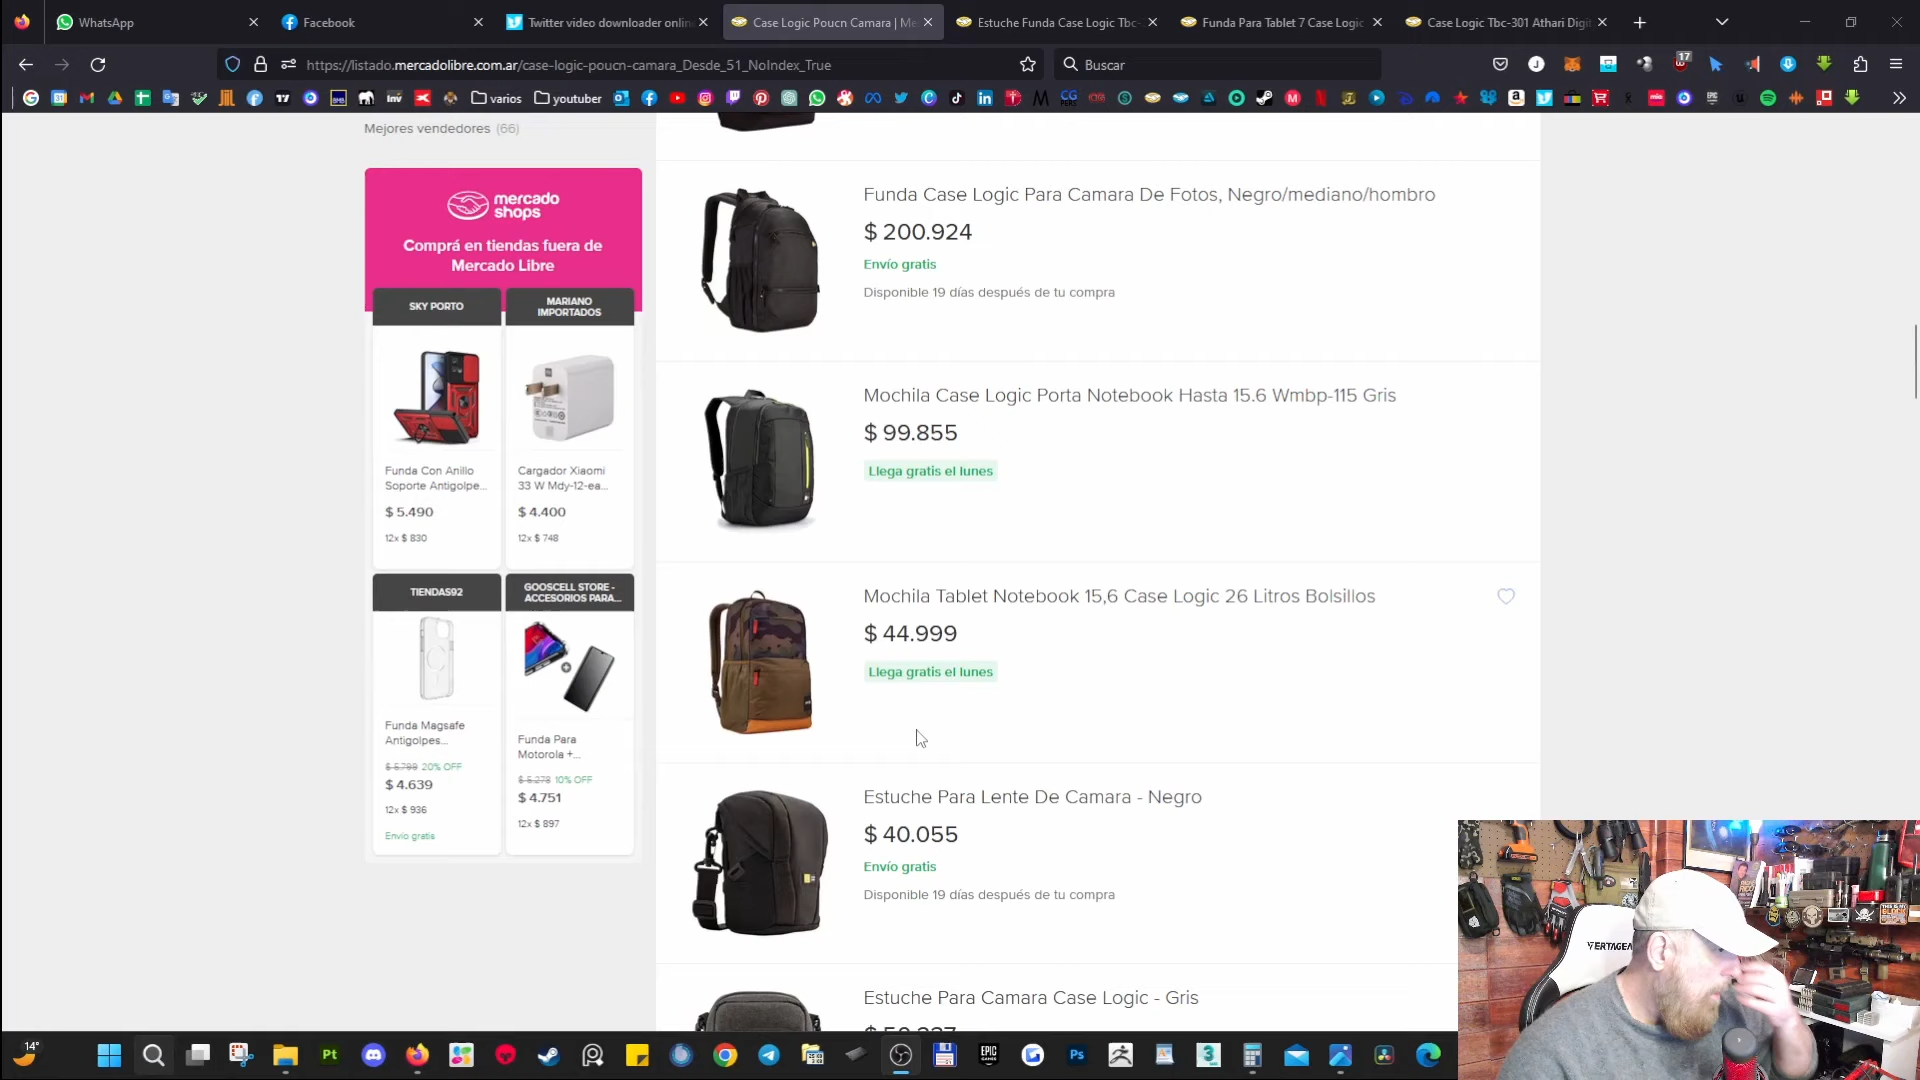 WhatsApp
Facebook
Twitter video downloader onlin
Case Logic Poucn Camara | Me
Estuche Funda Case Logic Tbc-
Funda Para Tablet 7 Case Logic
Case Logic Tbc-301 Athari Digit
https://listado.mercadolibre.com.ar/case-logic-poucn-camara_Desde_51_NoIndex_True
Buscar
17
varios
youtuber
Mejores vendedores (66)
mercado
shops
Comprá en tiendas fuera de
Mercado Libre
SKY PORTO
Funda Con Anillo
Soporte Antigolpe...
$ 5.490
12x $ 830
MARIANO
IMPORTADOS
Cargador Xiaomi
33 W Mdy-12-ea...
$ 4.400
12x $ 748
TIENDAS92
Funda Magsafe
Antigolpes...
$ 5.799 20% OFF
$ 4.639
12x $ 936
Envío gratis
GOOSCELL STORE -
ACCESORIOS PARA...
Funda Para
Motorola +...
$ 5.278 10% OFF
$ 4.751
12x $ 897
Funda Case Logic Para Camara De Fotos, Negro/mediano/hombro
$ 200.924
Envío gratis
Disponible 19 días después de tu compra
Mochila Case Logic Porta Notebook Hasta 15.6 Wmbp-115 Gris
$ 99.855
Llega gratis el lunes
Mochila Tablet Notebook 15,6 Case Logic 26 Litros Bolsillos
$ 44.999
Llega gratis el lunes
Estuche Para Lente De Camara - Negro
$ 40.055
Envío gratis
Disponible 19 días después de tu compra
Estuche Para Camara Case Logic - Gris
VERTAGEA
14°
Pt
Ps